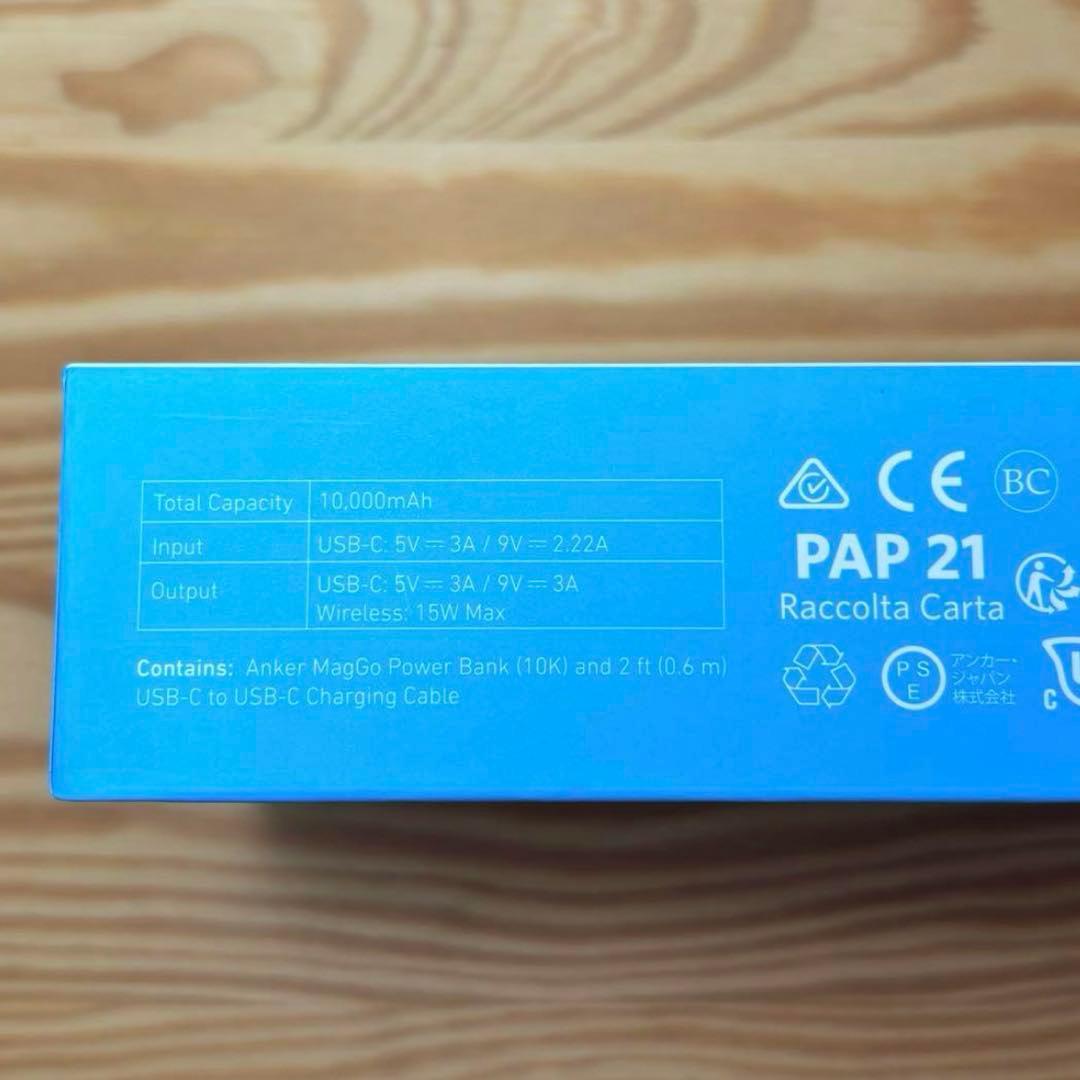 Total Capacity 10,000mAh
Input USB-C: 5V⎓3A / 9V⎓2.22A
Output USB-C: 5V⎓3A / 9V⎓3A
Wireless: 15W Max
Contains: Anker MagGo Power Bank (10K) and 2 ft (0.6 m)
USB-C to USB-C Charging Cable
CE BC
PAP 21
Raccolta Carta
PSE
アンカー・
ジャパン
株式会社
C